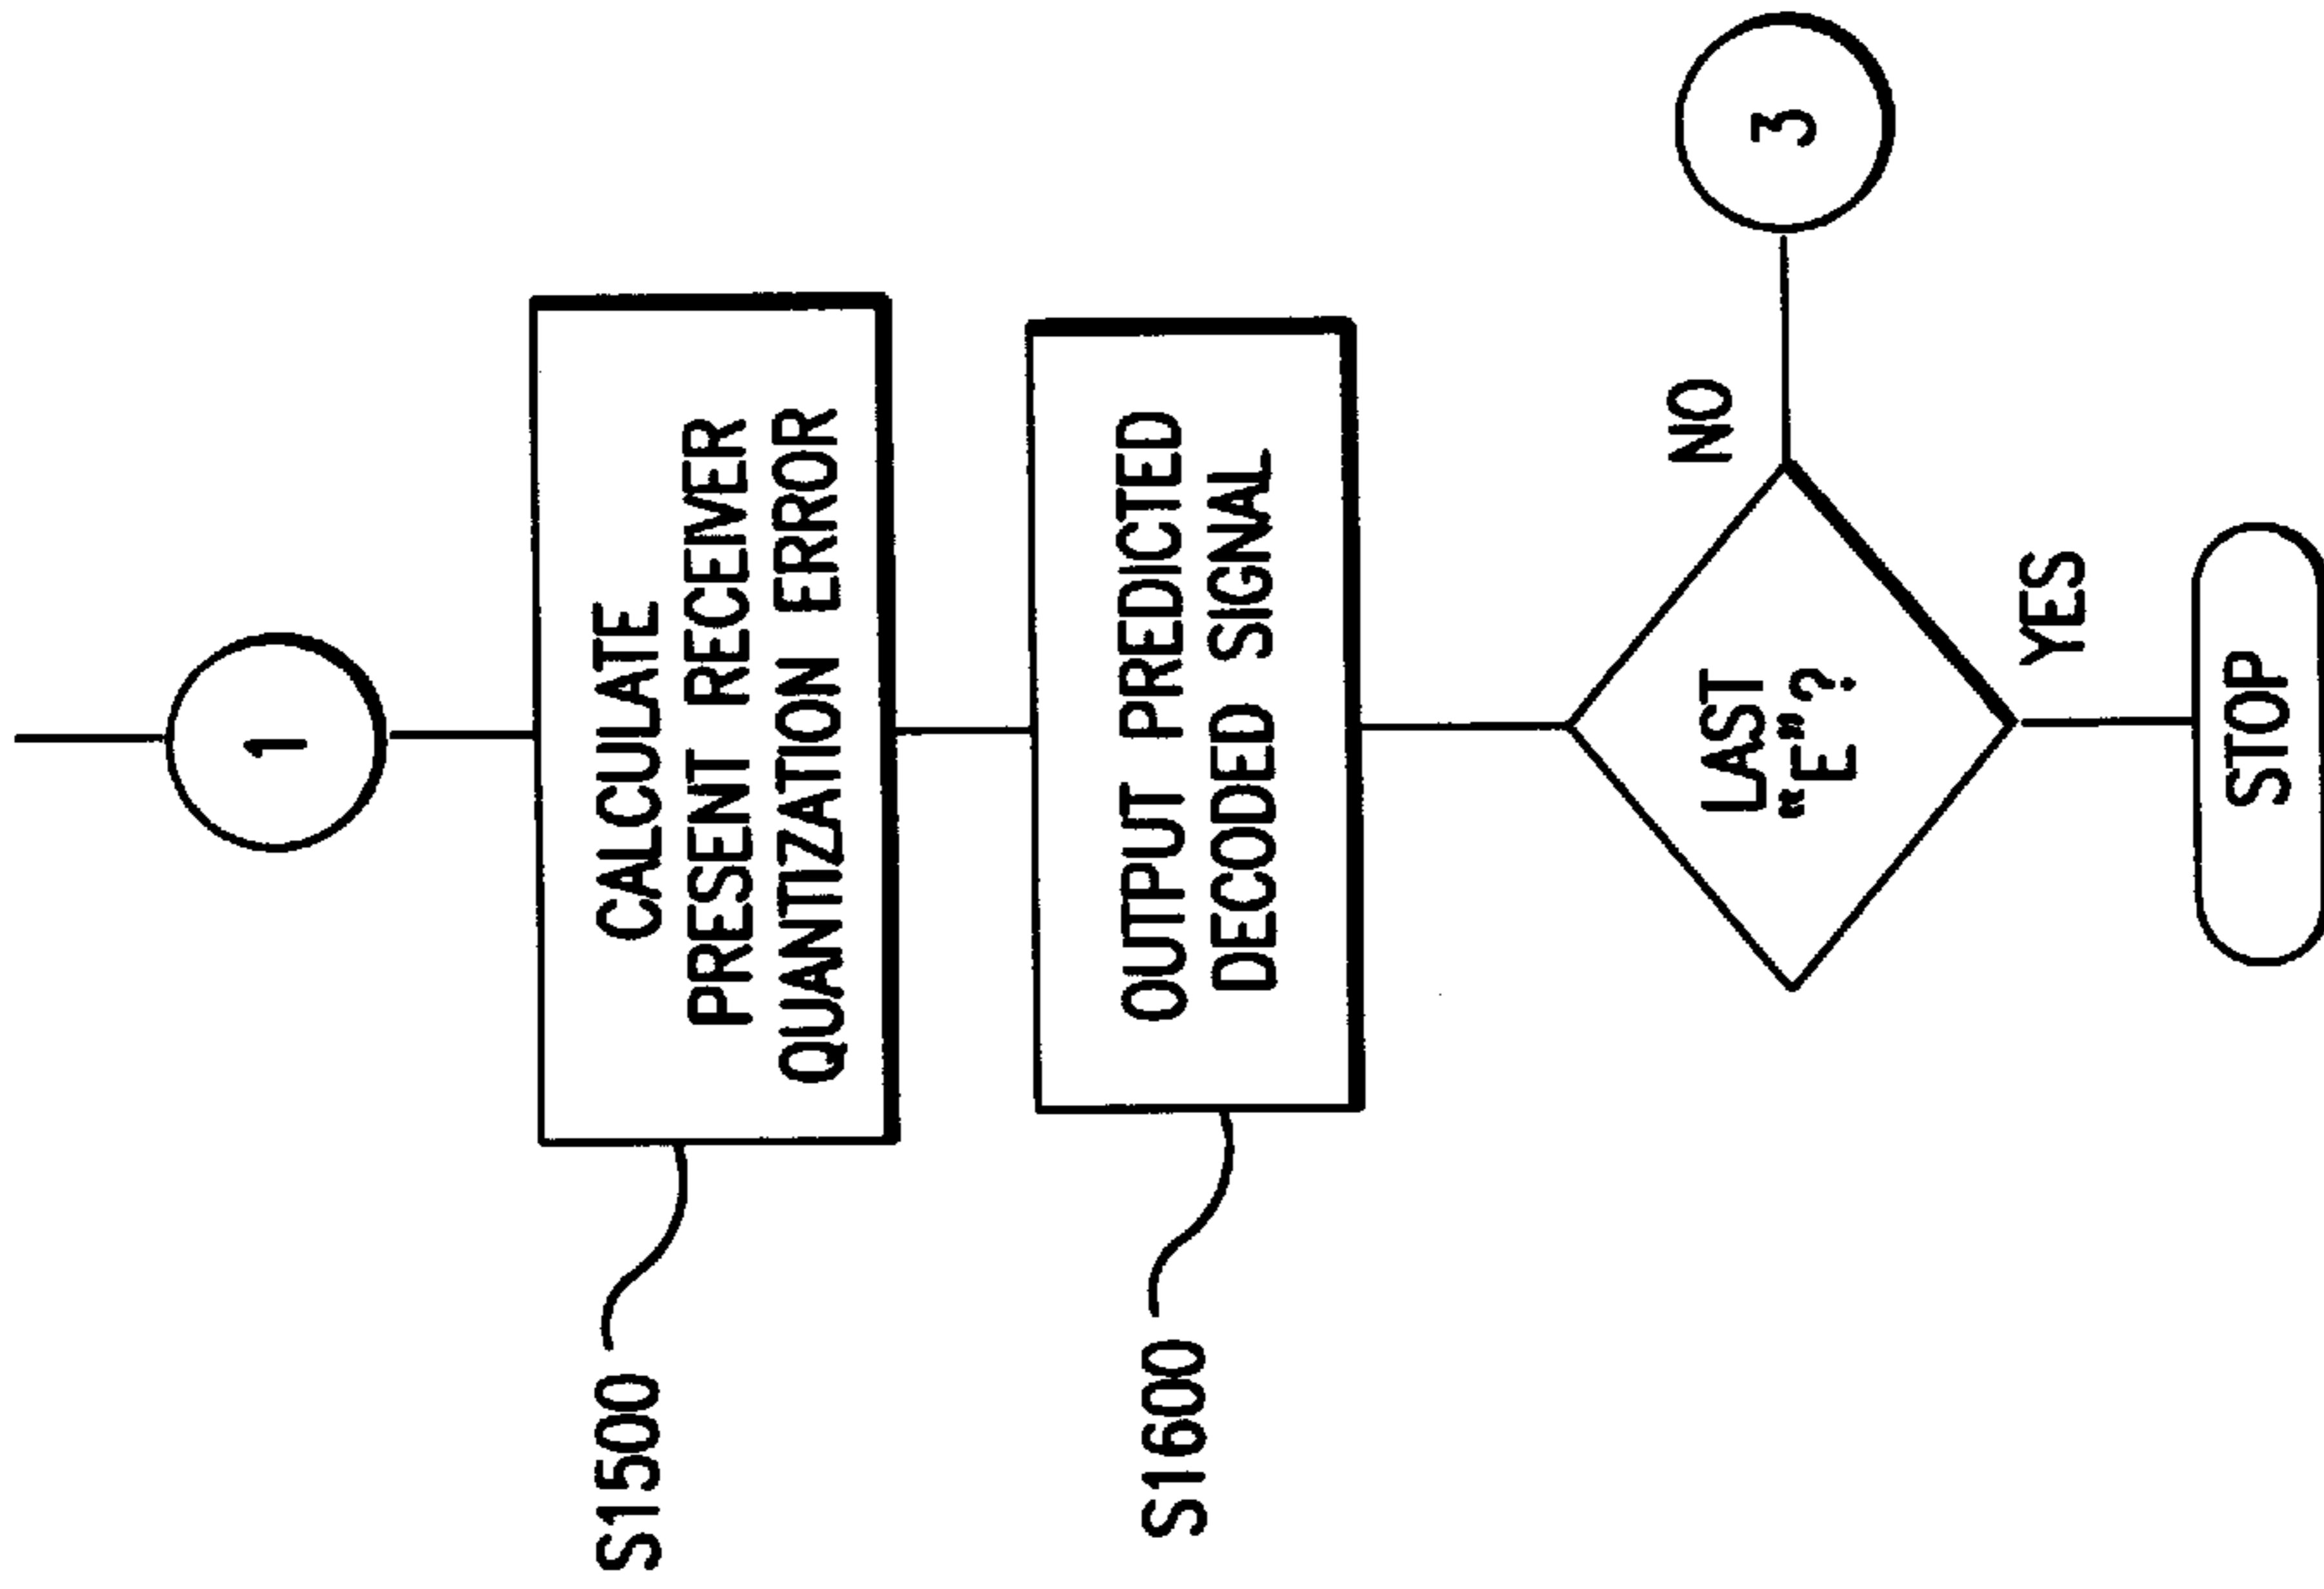 1
S1500
CALCULATE
PRESENT RECEIVER
QUANTIZATION ERROR
S1600
OUTPUT PREDICTED
DECODED SIGNAL
LAST
“E”?
NO
3
YES
STOP